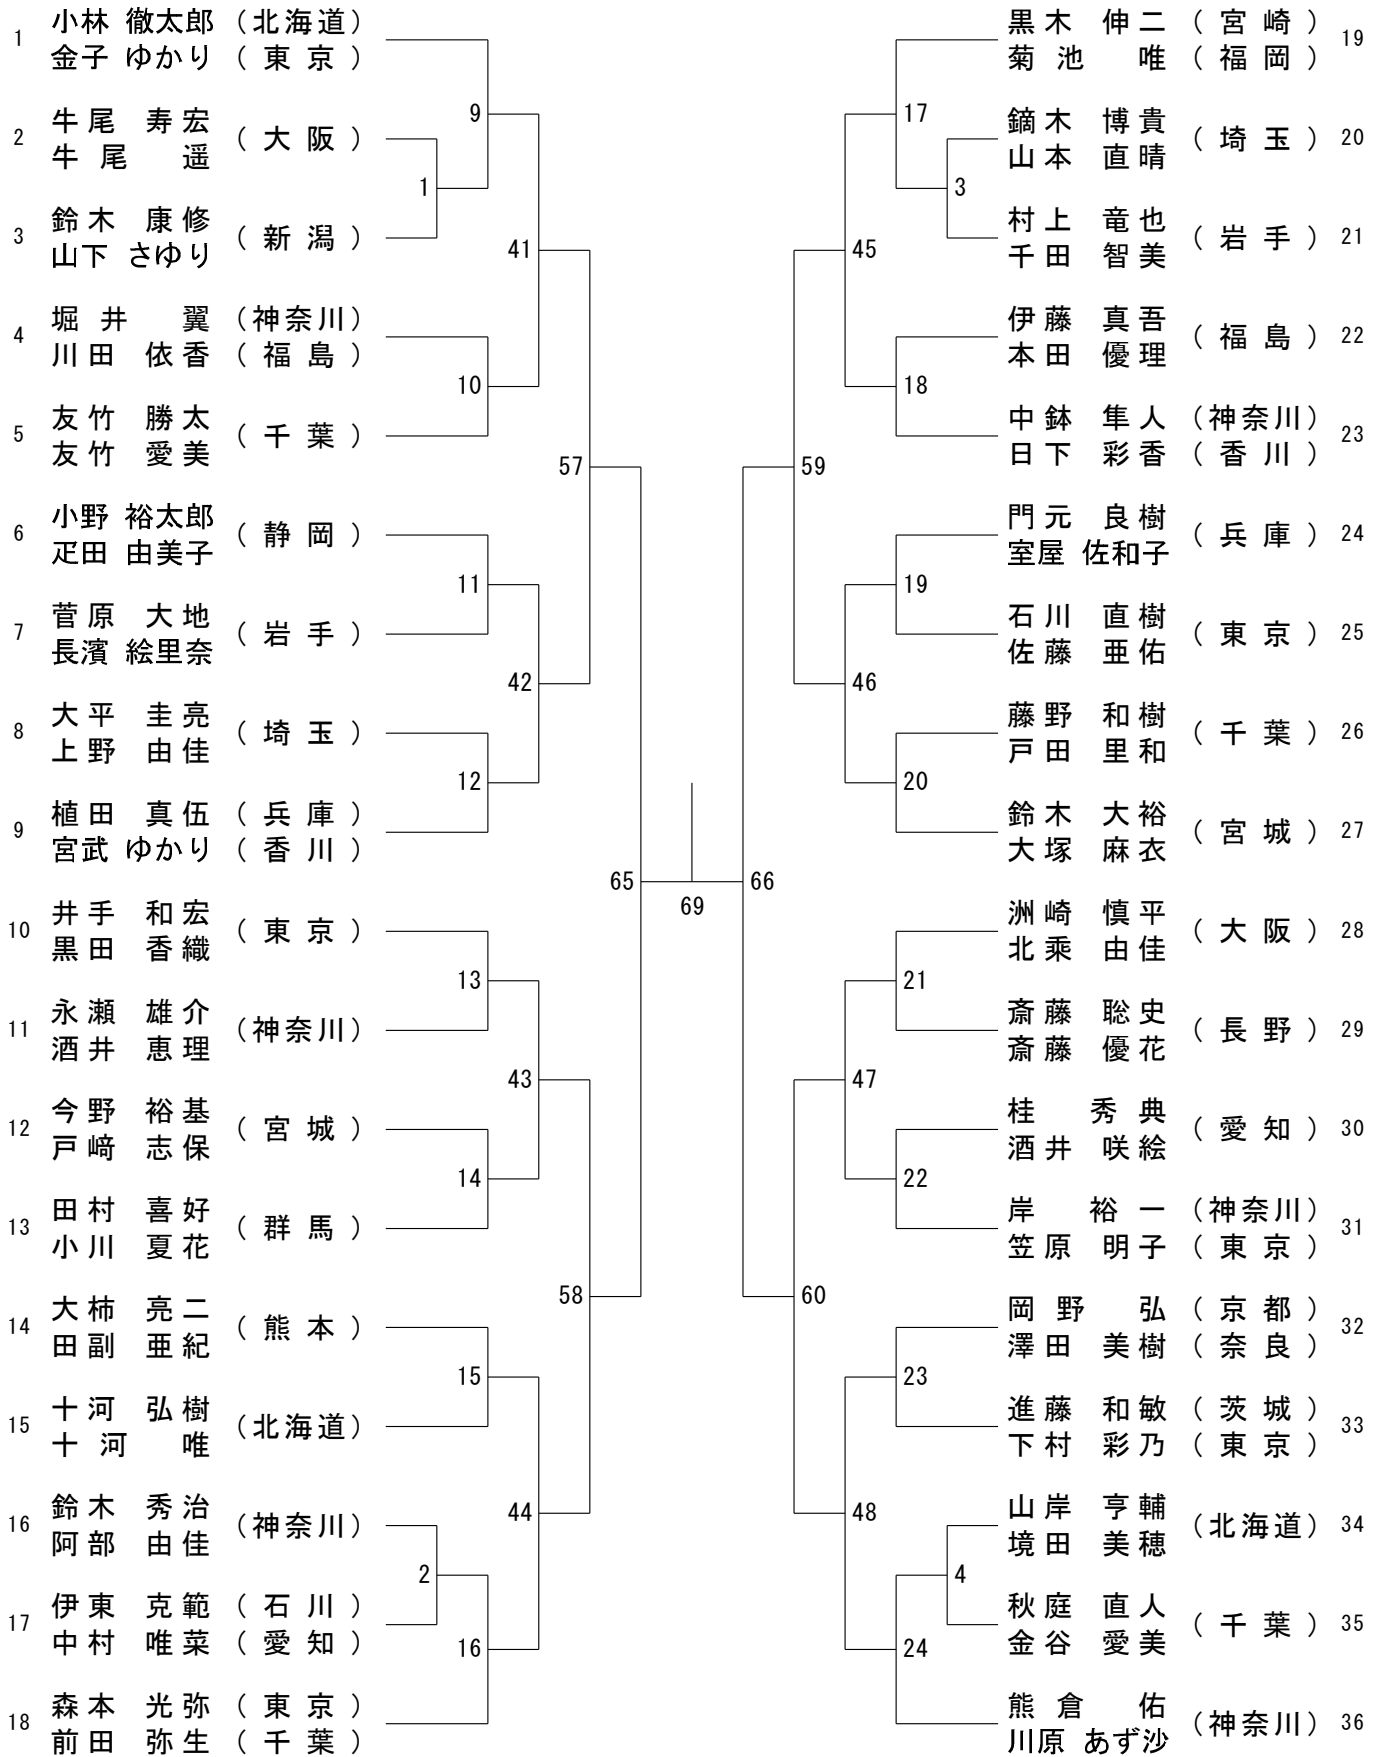 1 小林 徹太郎 （北海道）
金子 ゆかり （東京）
2 牛尾 寿宏 （大阪）
牛尾 遥
1
3 鈴木 康修 （新潟）
山下 さゆり
9
4 堀井 翼 （神奈川）
川田 依香 （福島）
10
5 友竹 勝太 （千葉）
友竹 愛美
41
6 小野 裕太郎 （静岡）
疋田 由美子
11
7 菅原 大地 （岩手）
長濱 絵里奈
42
8 大平 圭亮 （埼玉）
上野 由佳
12
9 植田 真伍 （兵庫）
宮武 ゆかり （香川）
57
10 井手 和宏 （東京）
黒田 香織
13
11 永瀬 雄介 （神奈川）
酒井 恵理
43
12 今野 裕基 （宮城）
戸﨑 志保
14
13 田村 喜好 （群馬）
小川 夏花
58
14 大柿 亮二 （熊本）
田副 亜紀
15
15 十河 弘樹 （北海道）
十河 唯
44
16 鈴木 秀治 （神奈川）
阿部 由佳
2
17 伊東 克範 （石川）
中村 唯菜 （愛知）
16
18 森本 光弥 （東京）
前田 弥生 （千葉）
65
69
66
黒木 伸二 （宮崎） 19
菊池 唯 （福岡）
17
鏑木 博貴 （埼玉） 20
山本 直晴
3
村上 竜也 （岩手） 21
千田 智美
45
伊藤 真吾 （福島） 22
本田 優理
18
中鉢 隼人 （神奈川） 23
日下 彩香 （香川）
59
門元 良樹 （兵庫） 24
室屋 佐和子
19
石川 直樹 （東京） 25
佐藤 亜佑
46
藤野 和樹 （千葉） 26
戸田 里和
20
鈴木 大裕 （宮城） 27
大塚 麻衣
洲崎 慎平 （大阪） 28
北乘 由佳
21
斎藤 聡史 （長野） 29
斎藤 優花
47
桂 秀典 （愛知） 30
酒井 咲絵
22
岸 裕一 （神奈川） 31
笠原 明子 （東京）
60
岡野 弘 （京都） 32
澤田 美樹 （奈良）
23
進藤 和敏 （茨城） 33
下村 彩乃 （東京）
48
山岸 亨輔 （北海道） 34
境田 美穂
4
秋庭 直人 （千葉） 35
金谷 愛美
24
熊倉 佑 （神奈川） 36
川原 あず沙